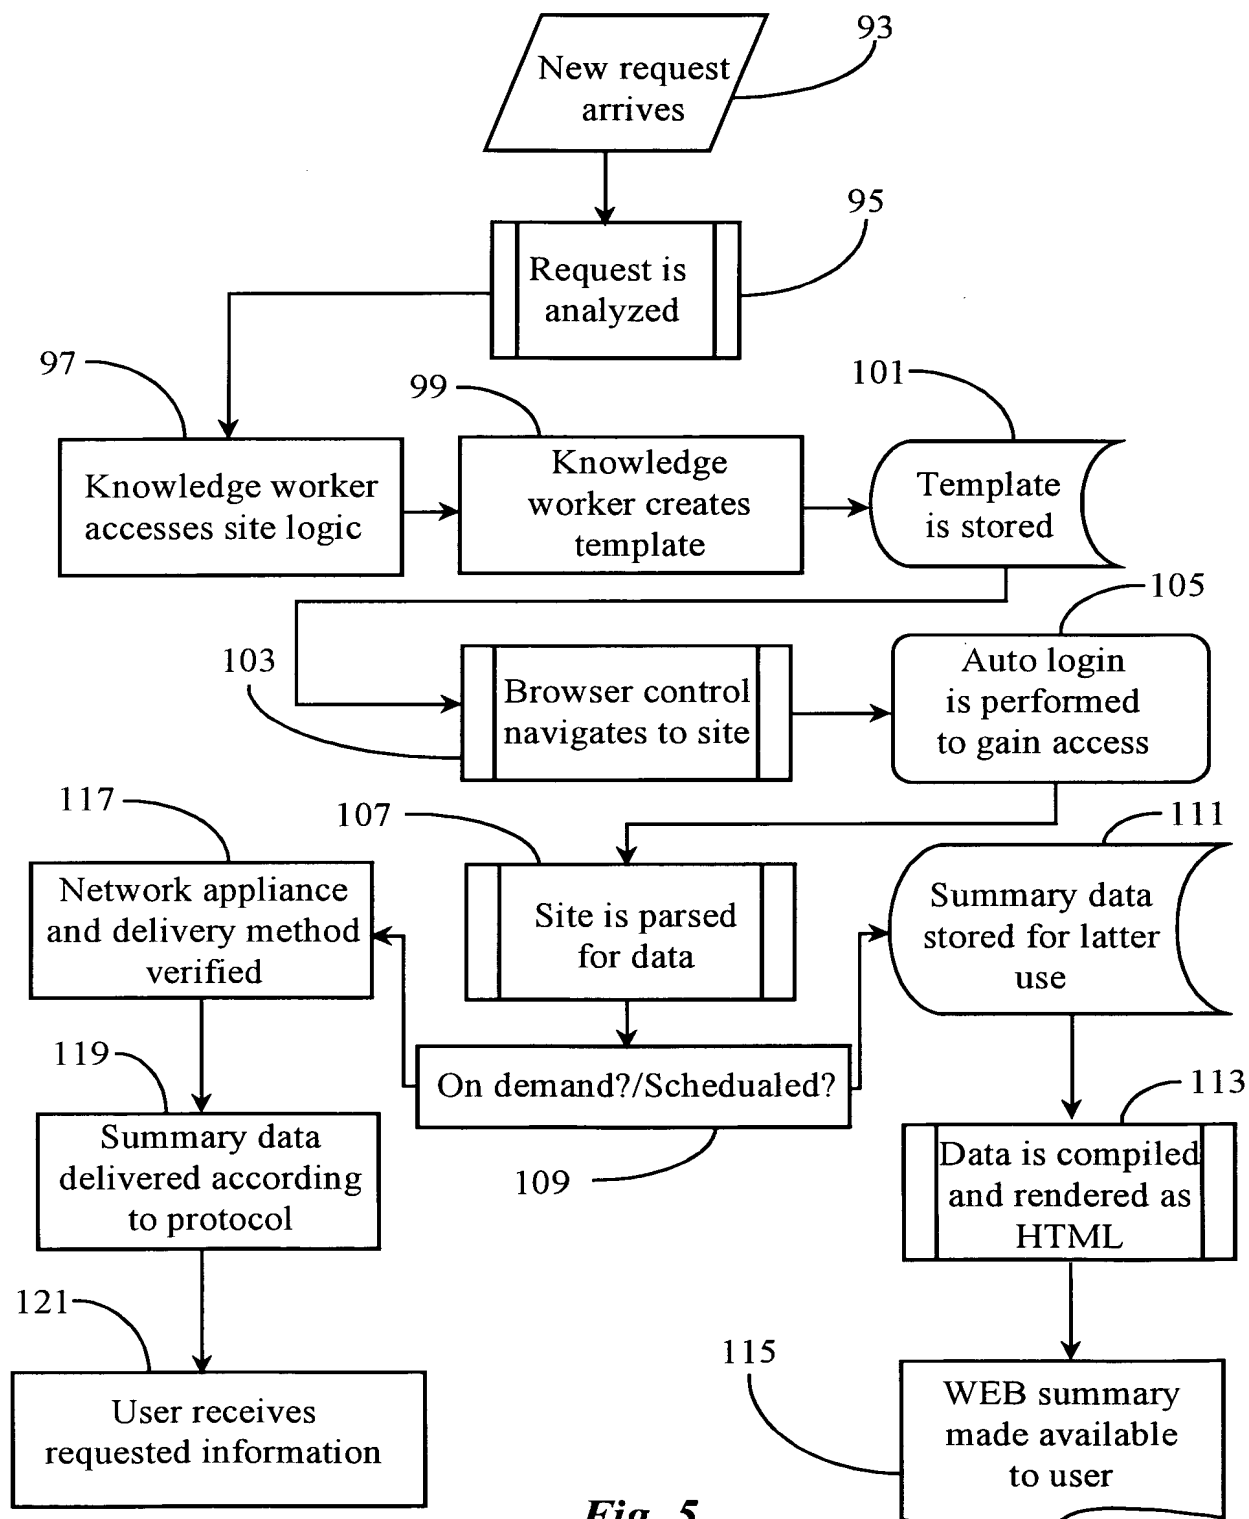 93
New request
arrives
95
Request is
analyzed
97
Knowledge worker
accesses site logic
99
Knowledge
worker creates
template
101
Template
is stored
103
Browser control
navigates to site
105
Auto login
is performed
to gain access
107
Site is parsed
for data
109
On demand?/Schedualed?
111
Summary data
stored for latter
use
113
Data is compiled
and rendered as
HTML
115
WEB summary
made available
to user
117
Network appliance
and delivery method
verified
119
Summary data
delivered according
to protocol
121
User receives
requested information
Fig. 5